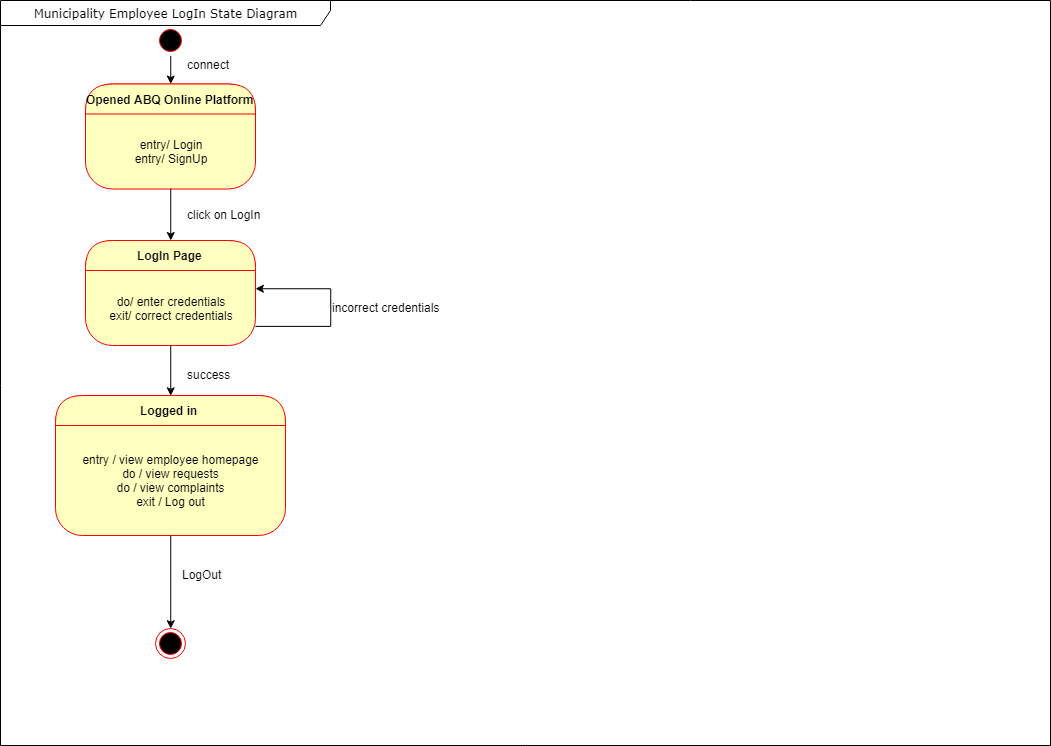 Municipality Employee LogIn State Diagram
connect
Opened ABQ Online Platform
entry/ Login
entry/ SignUp
click on LogIn
LogIn Page
do/ enter credentials
exit/ correct credentials
incorrect credentials
success
Logged in
entry / view employee homepage
do / view requests
do / view complaints
exit / Log out
LogOut